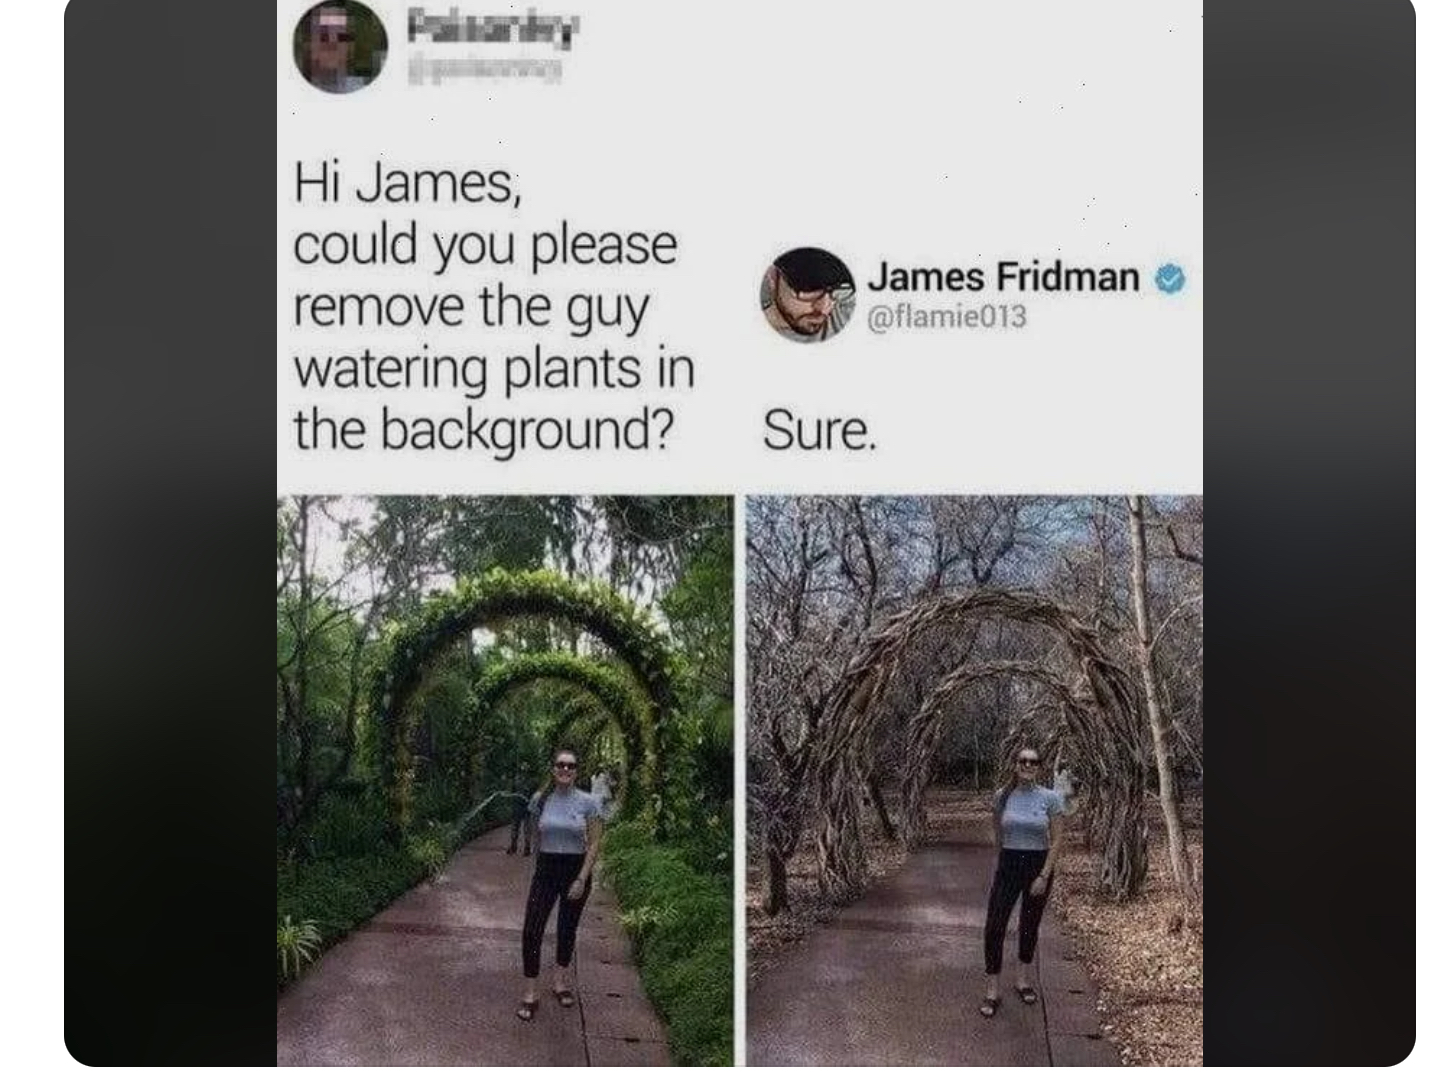 Hi James,
could you please
remove the guy
watering plants in
the background?
James Fridman
@flamie013
Sure.